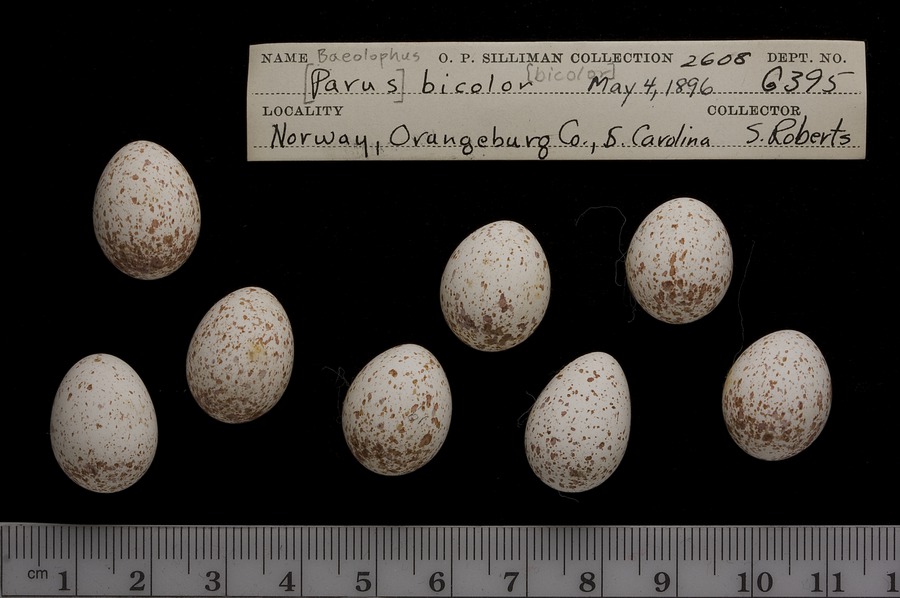 NAME Baeolophus O. P. SILLIMAN COLLECTION 2608 DEPT. NO.
[Parus] bicolor [bicolor] May 4, 1896 6395
LOCALITY COLLECTOR
Norway, Orangeburg Co., S. Carolina S. Roberts
cm 1 2 3 4 5 6 7 8 9 10 11 1